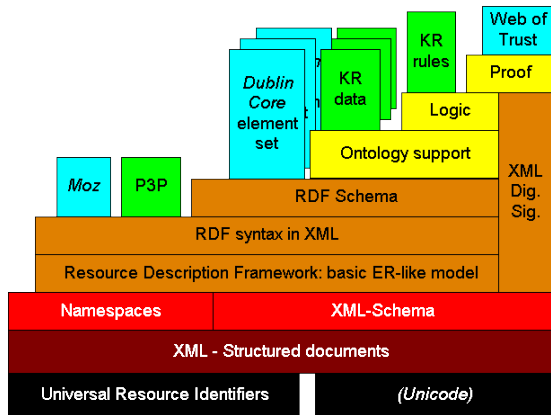 Web of
Trust
KR
rules
Proof
Dublin
Core
element
set
KR
data
Logic
Ontology support
XML
Dig.
Sig.
Moz
P3P
RDF Schema
RDF syntax in XML
Resource Description Framework: basic ER-like model
Namespaces
XML-Schema
XML - Structured documents
Universal Resource Identifiers
(Unicode)